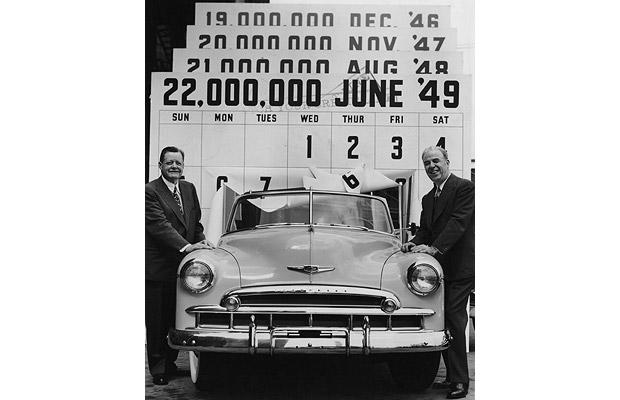 19,000,000 DEC. '46
20,000,000 NOV. '47
21,000,000 AUG '48
22,000,000 JUNE '49
SUN MON TUES WED THUR FRI SAT
1 2 3 4
6 7